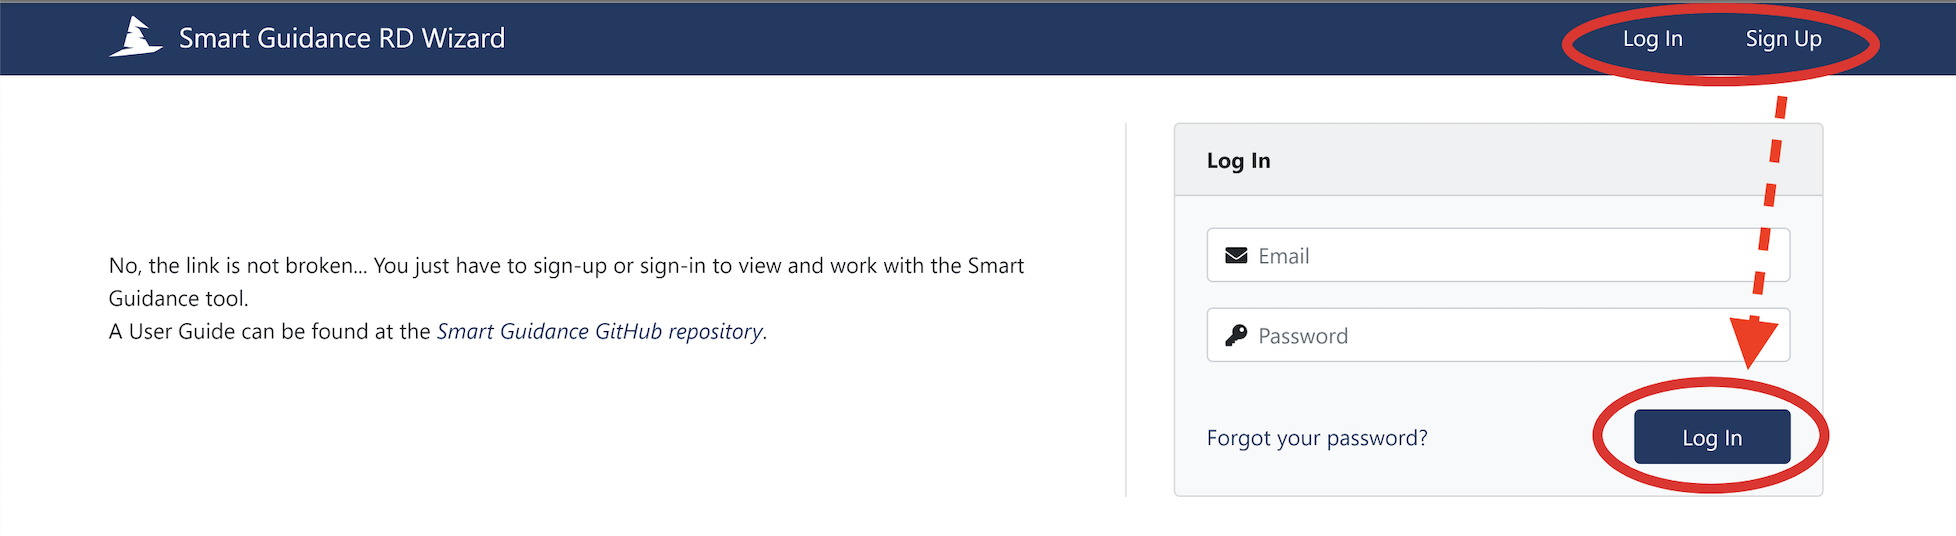 Smart Guidance RD Wizard
Log In
Sign Up
No, the link is not broken... You just have to sign-up or sign-in to view and work with the Smart
Guidance tool.
A User Guide can be found at the Smart Guidance GitHub repository.
Log In
Email
Password
Forgot your password?
Log In